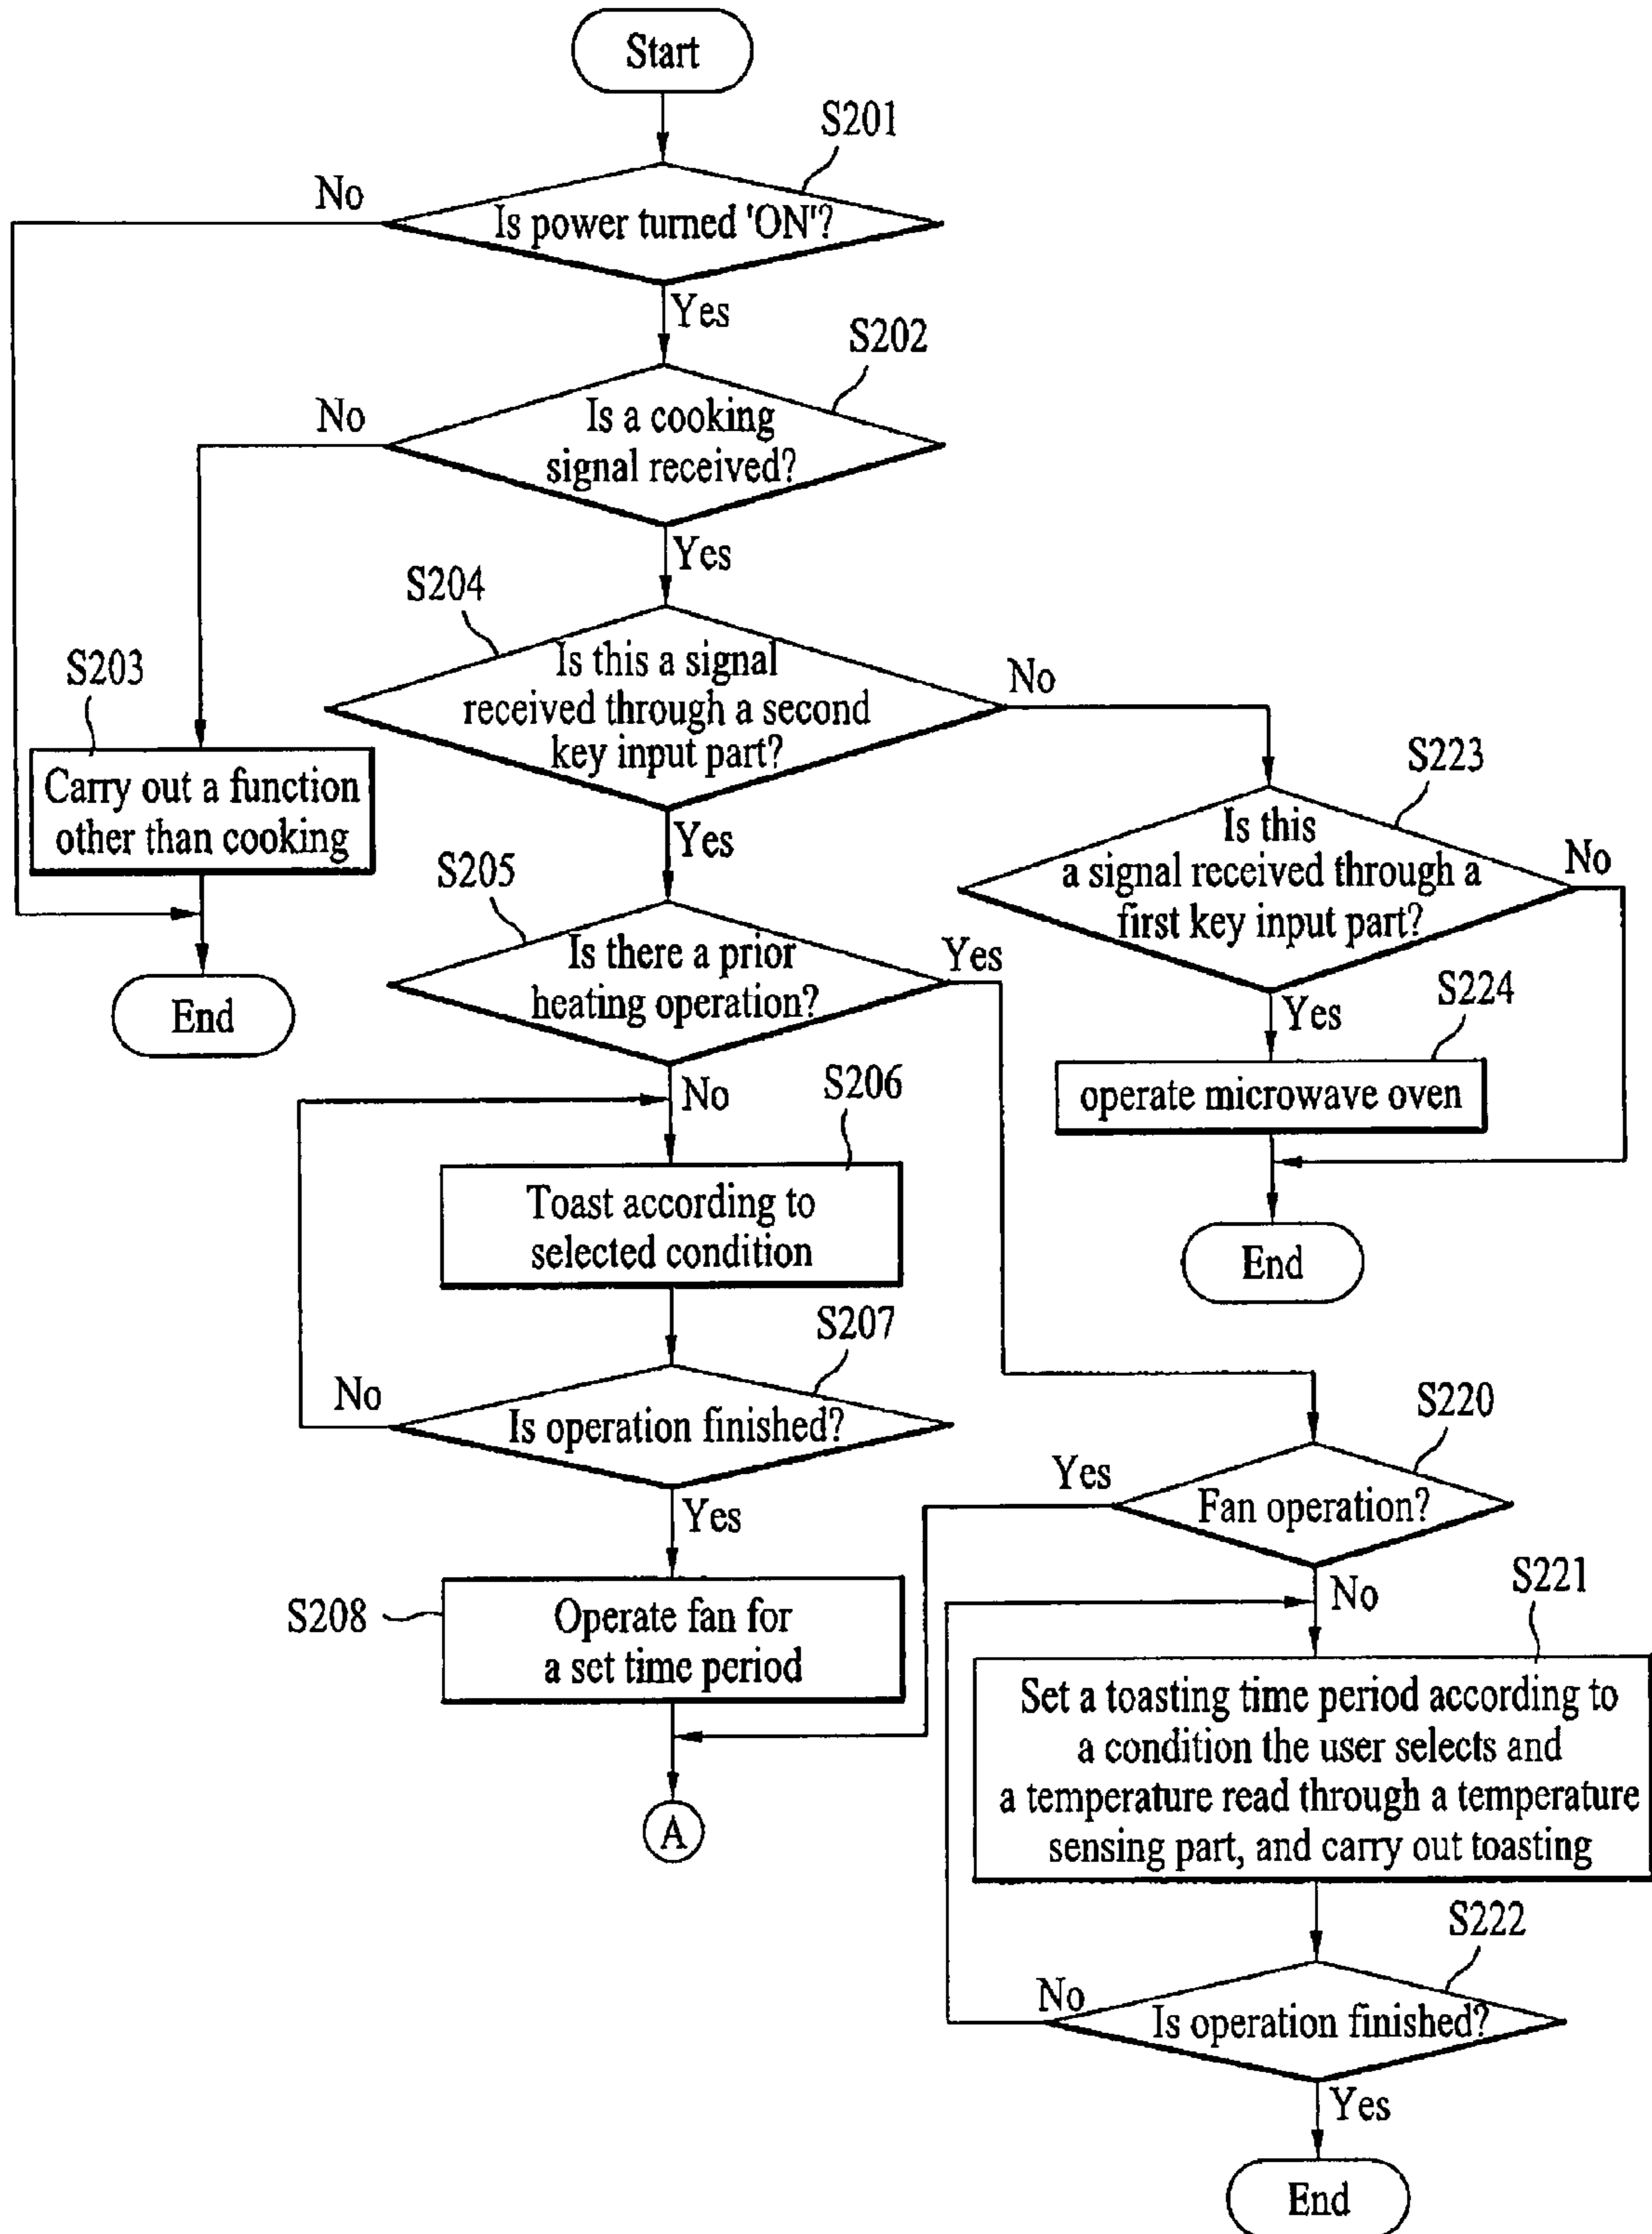 Start
S201
No
Is power turned 'ON'?
Yes
S202
No
Is a cooking
signal received?
Yes
S204
Is this a signal
received through a second
key input part?
No
S203
Carry out a function
other than cooking
End
Yes
S223
Is this
a signal received through a
first key input part?
No
S205
Is there a prior
heating operation?
Yes
Yes
S224
operate microwave oven
End
No
S206
Toast according to
selected condition
S207
No
Is operation finished?
Yes
S220
Yes
Fan operation?
No
S208
Operate fan for
a set time period
A
S221
Set a toasting time period according to
a condition the user selects and
a temperature read through a temperature
sensing part, and carry out toasting
S222
No
Is operation finished?
Yes
End